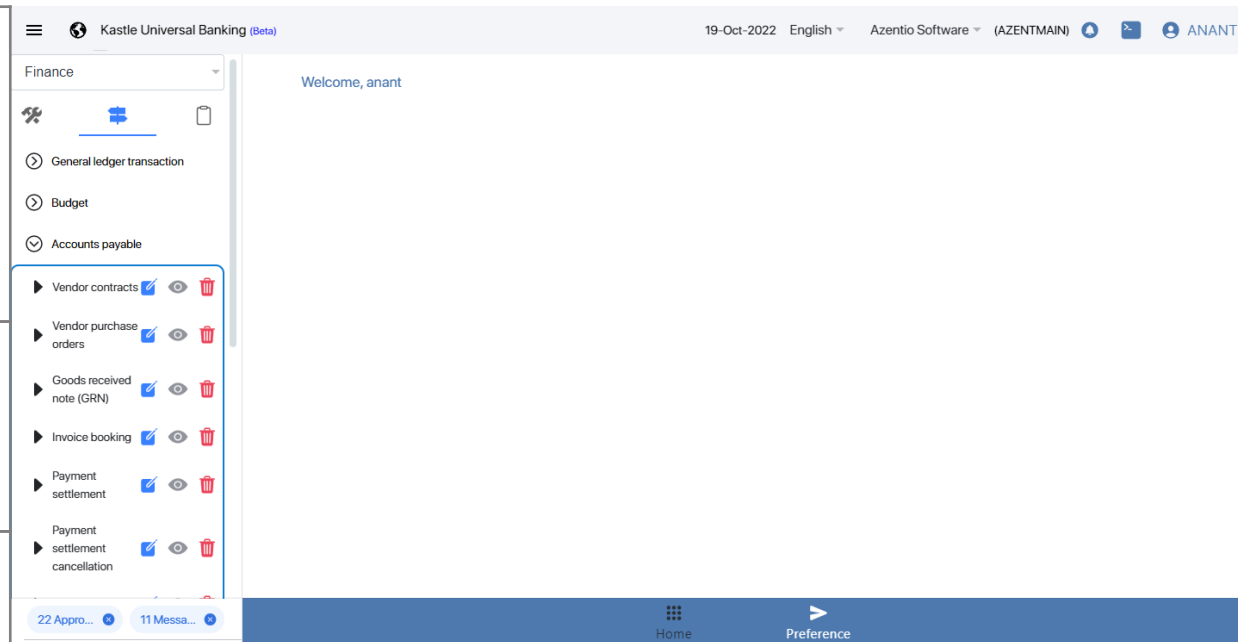 Kastle Universal Banking (Beta)
19-Oct-2022 English Azentio Software (AZENTMAIN) ANANT
Finance
Welcome, anant
General ledger transaction
Budget
Accounts payable
Vendor contracts
Vendor purchase
orders
Goods received
note (GRN)
Invoice booking
Payment
settlement
Payment
settlement
cancellation
22 Appro... 11 Messa...
Home Preference